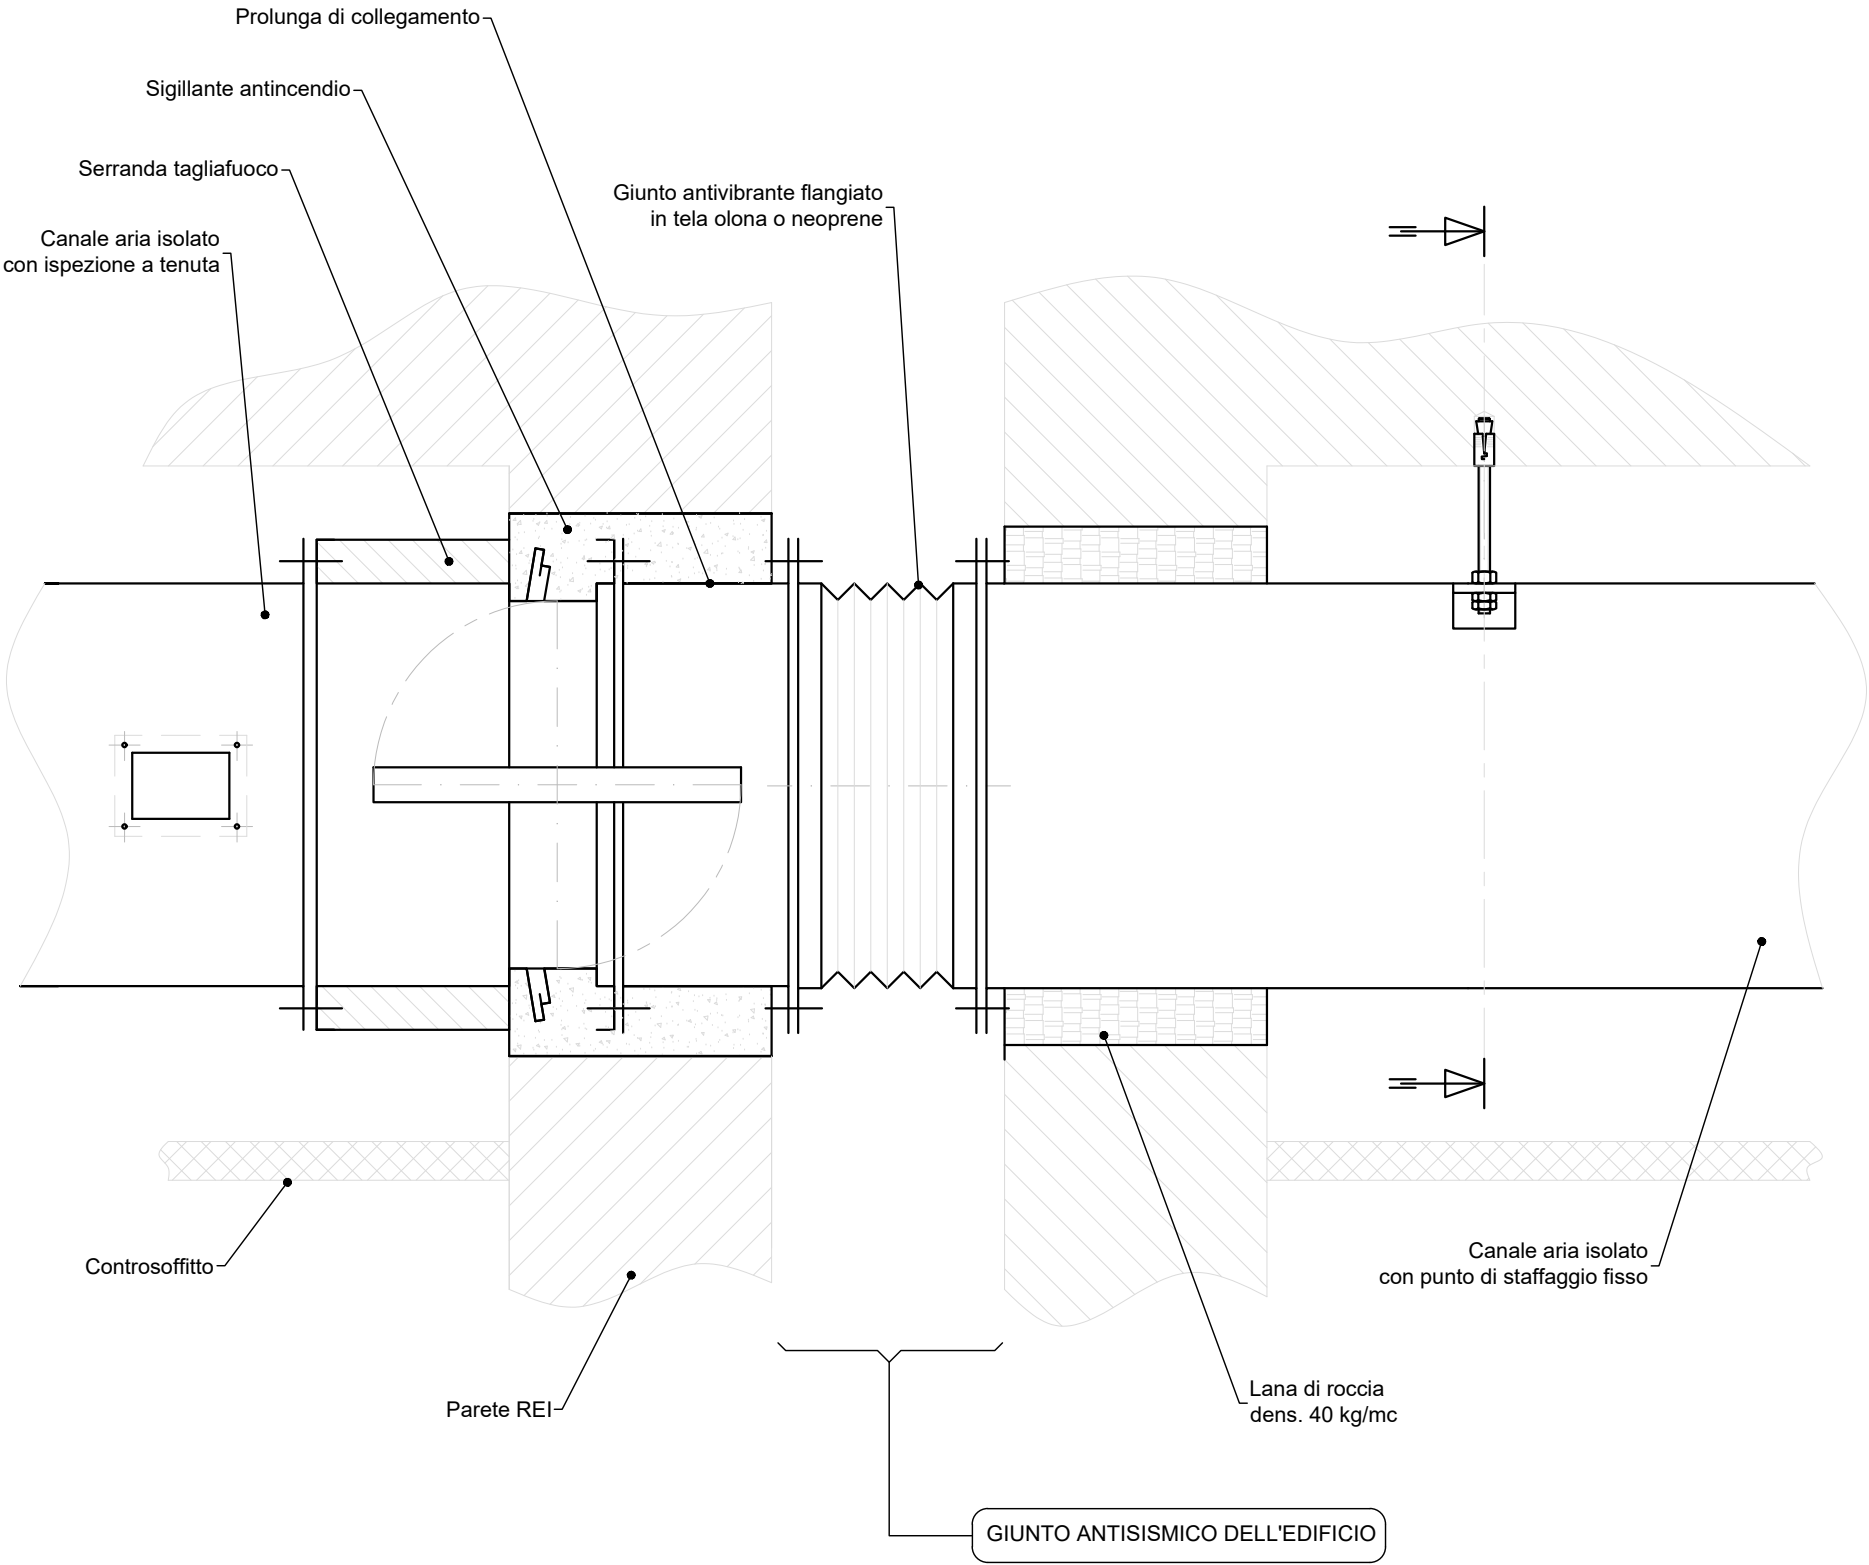 Prolunga di collegamento
Sigillante antincendio
Serranda tagliafuoco
Giunto antivibrante flangiato
in tela olona o neoprene
Canale aria isolato
con ispezione a tenuta
Canale aria isolato
con punto di staffaggio fisso
Controsoffitto
Lana di roccia
dens. 40 kg/mc
Parete REI
GIUNTO ANTISISMICO DELL'EDIFICIO